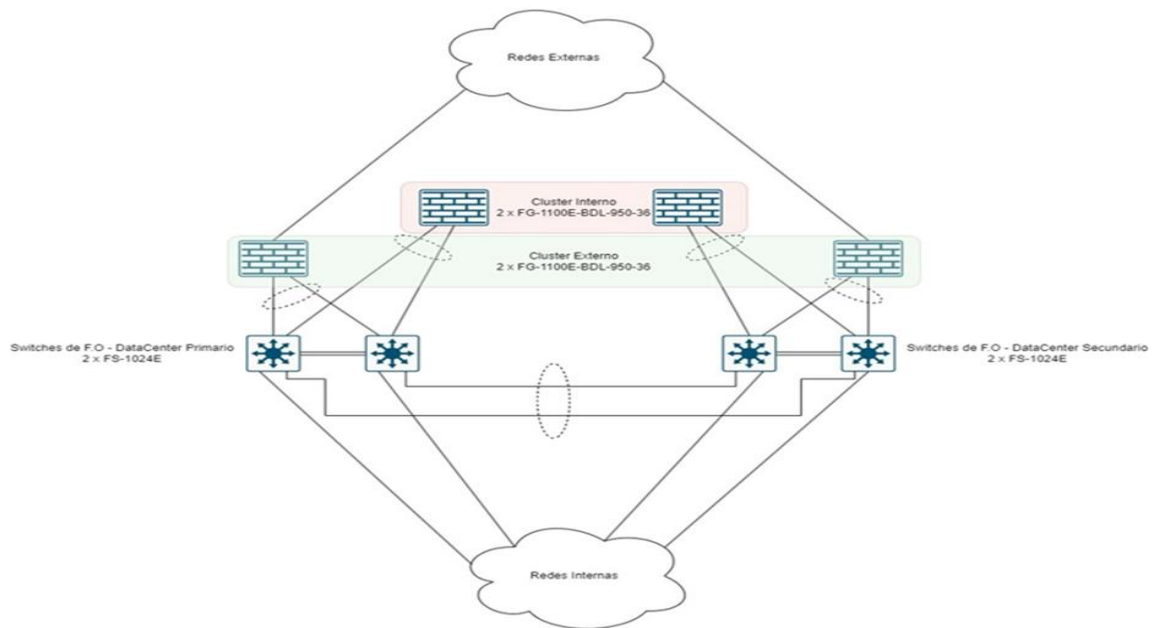 Redes Externas
Cluster Interno
2 x FG-1100E-BDL-950-36
Cluster Externo
2 x FG-1100E-BDL-950-36
Switches de F.O - DataCenter Primario
2 x FS-1024E
Switches de F.O - DataCenter Secundario
2 x FS-1024E
Redes Internas